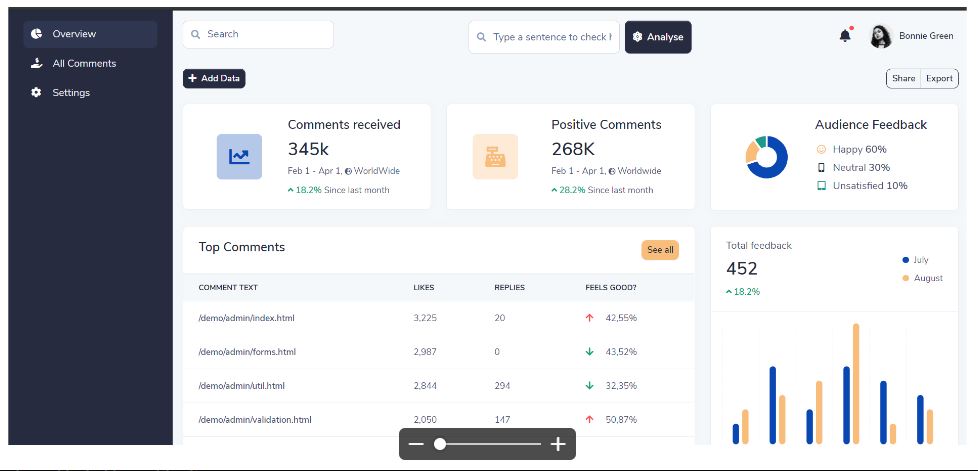 Overview
All Comments
Settings
Search
Type a sentence to check h
Analyse
Bonnie Green
Add Data
Share Export
Comments received
345k
Feb 1 - Apr 1, WorldWide
18.2% Since last month
Positive Comments
268K
Feb 1 - Apr 1, Worldwide
28.2% Since last month
Audience Feedback
Happy 60%
Neutral 30%
Unsatisfied 10%
Top Comments
See all
COMMENT TEXT LIKES REPLIES FEELS GOOD?
/demo/admin/index.html 3,225 20 42,55%
/demo/admin/forms.html 2,987 0 43,52%
/demo/admin/util.html 2,844 294 32,35%
/demo/admin/validation.html 2,050 147 50,87%
Total feedback
452
18.2%
July
August